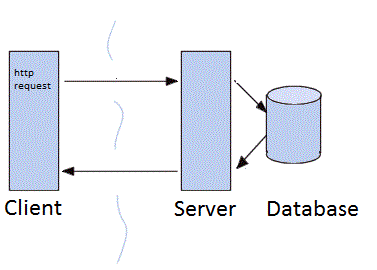 http
request
Client
Server
Database